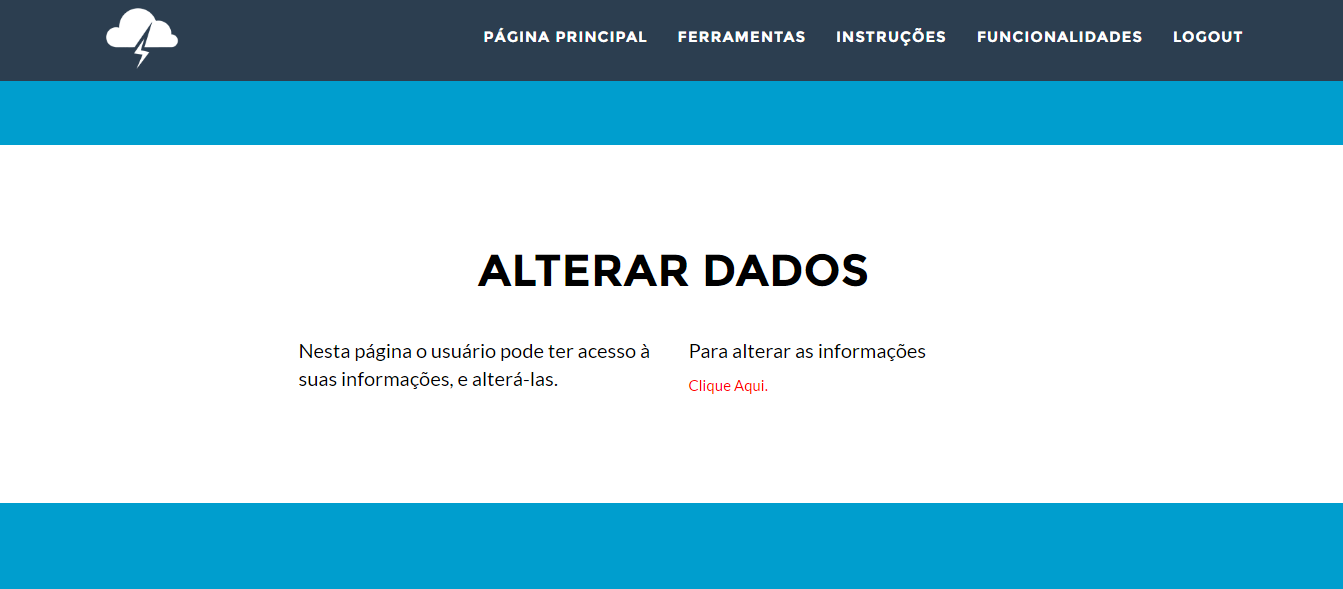 PÁGINA PRINCIPAL FERRAMENTAS INSTRUÇÕES FUNCIONALIDADES LOGOUT
ALTERAR DADOS
Nesta página o usuário pode ter acesso à
suas informações, e alterá-las.
Para alterar as informações
Clique Aqui.